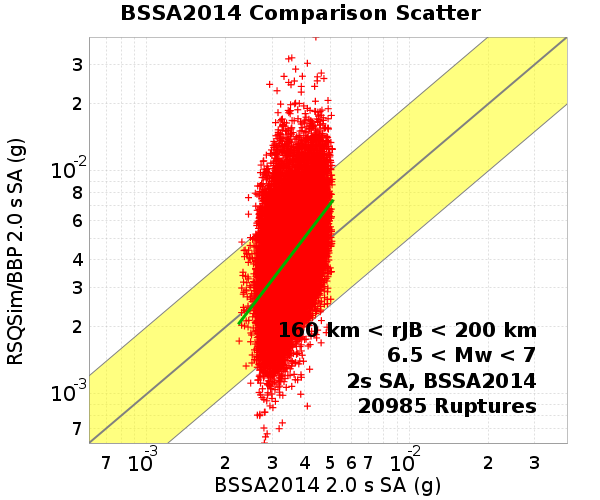 BSSA2014 Comparison Scatter
RSQSim/BBP 2.0 s SA (g)
3
2
10-2
8
6
4
3
2
10-3
7
160 km < rJB < 200 km
6.5 < Mw < 7
2s SA, BSSA2014
20985 Ruptures
7 10-3 2 3 4 5 6 7 10-2 2 3
BSSA2014 2.0 s SA (g)